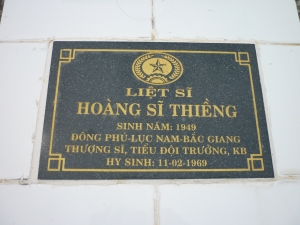 LIỆT SĨ
HOÀNG SĨ THIỀNG
SINH NĂM: 1949
ĐÔNG PHÚ-LỤC NAM-BẮC GIANG
THƯỢNG SĨ, TIỂU ĐỘI TRƯỞNG, KB
HY SINH: 11-02-1969